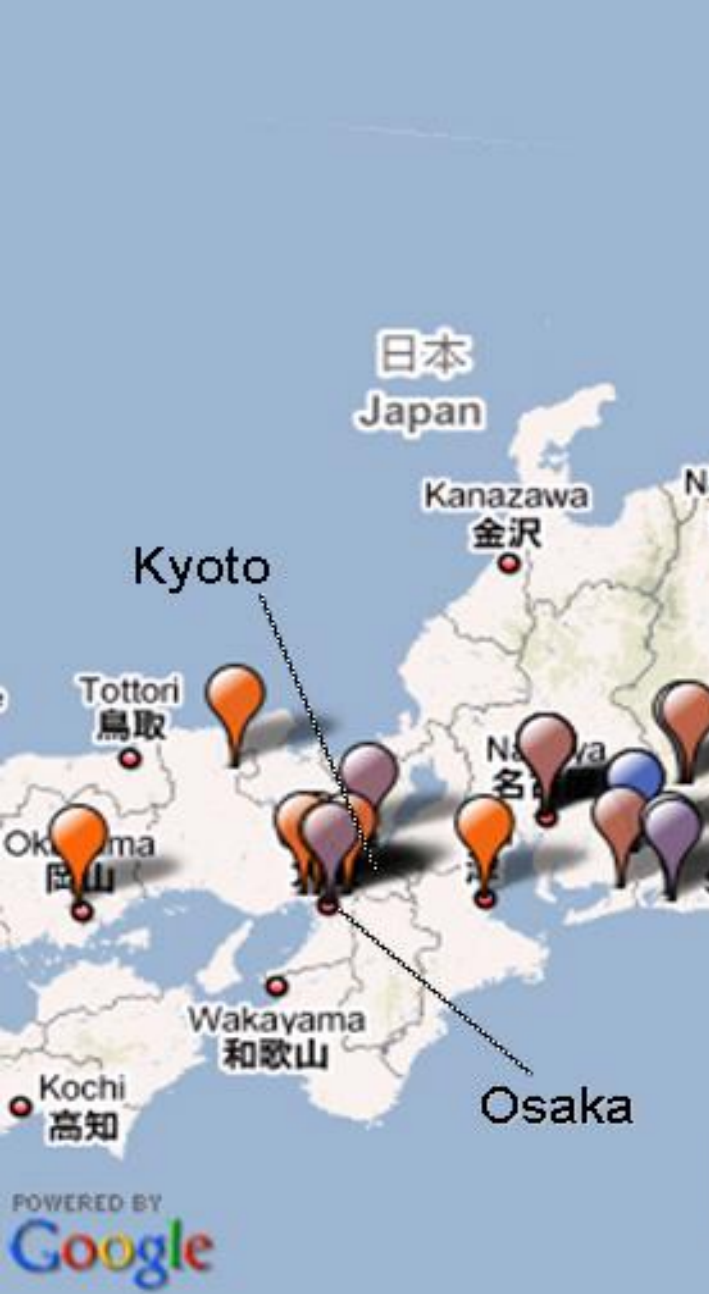 日本
Japan
Kanazawa
金沢
Kyoto
Tottori
鳥取
Wakayama
和歌山
Osaka
Kochi
高知
POWERED BY
Google